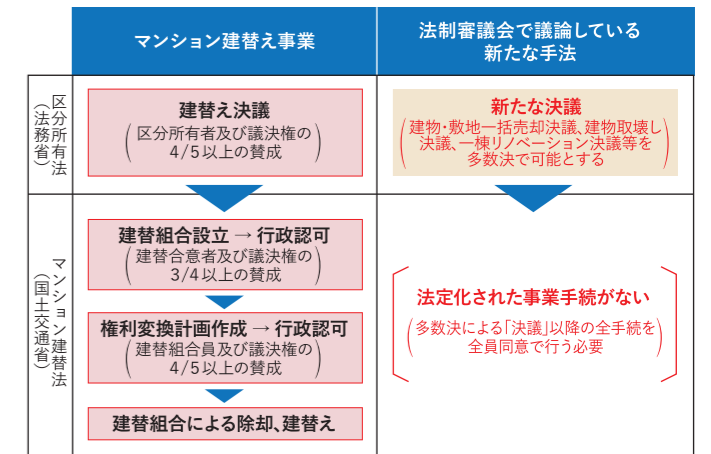 マンション建替え事業
法制審議会で議論している
新たな手法
区分所有法
(法務省)
建替え決議
(区分所有者及び議決権の
4/5以上の賛成)
新たな決議
(建物・敷地一括売却決議、建物取壊し
決議、一棟リノベーション決議等を
多数決で可能とする)
マンション建替法
(国土交通省)
建替組合設立 → 行政認可
(建替合意者及び議決権の
3/4以上の賛成)
権利変換計画作成 → 行政認可
(建替組合員及び議決権の
4/5以上の賛成)
建替組合による除却、建替え
法定化された事業手続がない
(多数決による「決議」以降の全手続を
全員同意で行う必要)